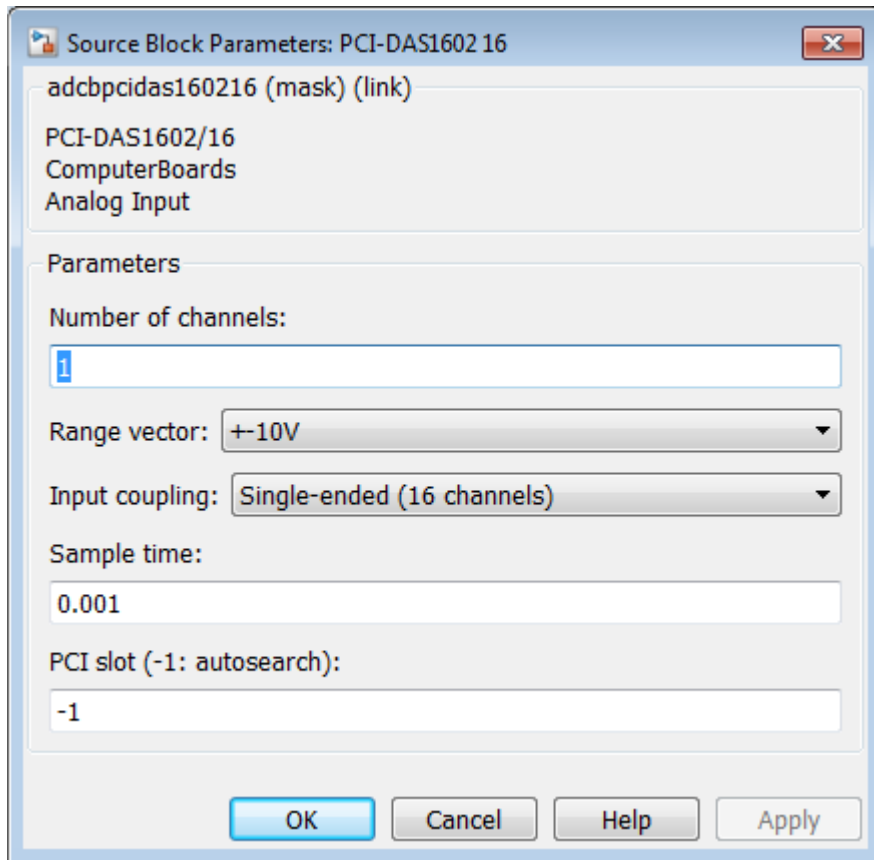 Source Block Parameters: PCI-DAS1602 16
adcbpcidas160216 (mask) (link)
PCI-DAS1602/16
ComputerBoards
Analog Input
Parameters
Number of channels:
1
Range vector: +-10V
Input coupling: Single-ended (16 channels)
Sample time:
0.001
PCI slot (-1: autosearch):
-1
OK Cancel Help Apply